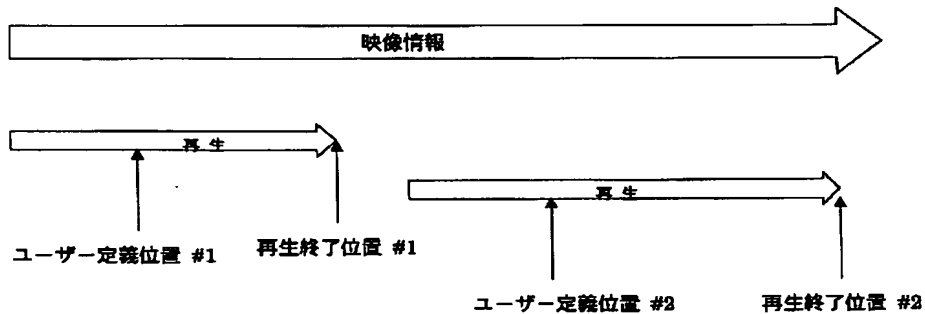 映像情報
再生
再生
ユーザー定義位置 #1
再生終了位置 #1
ユーザー定義位置 #2
再生終了位置 #2